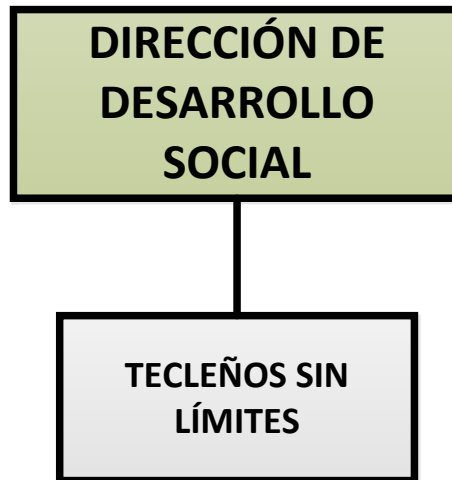 DIRECCIÓN DE
DESARROLLO
SOCIAL
TECLEÑOS SIN
LÍMITES